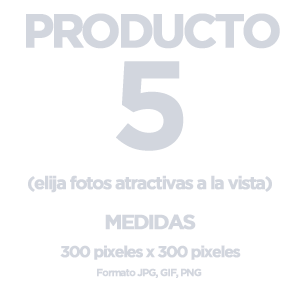 PRODUCTO
5
(elija fotos atractivas a la vista)
MEDIDAS
300 pixeles x 300 pixeles
Formato JPG, GIF, PNG